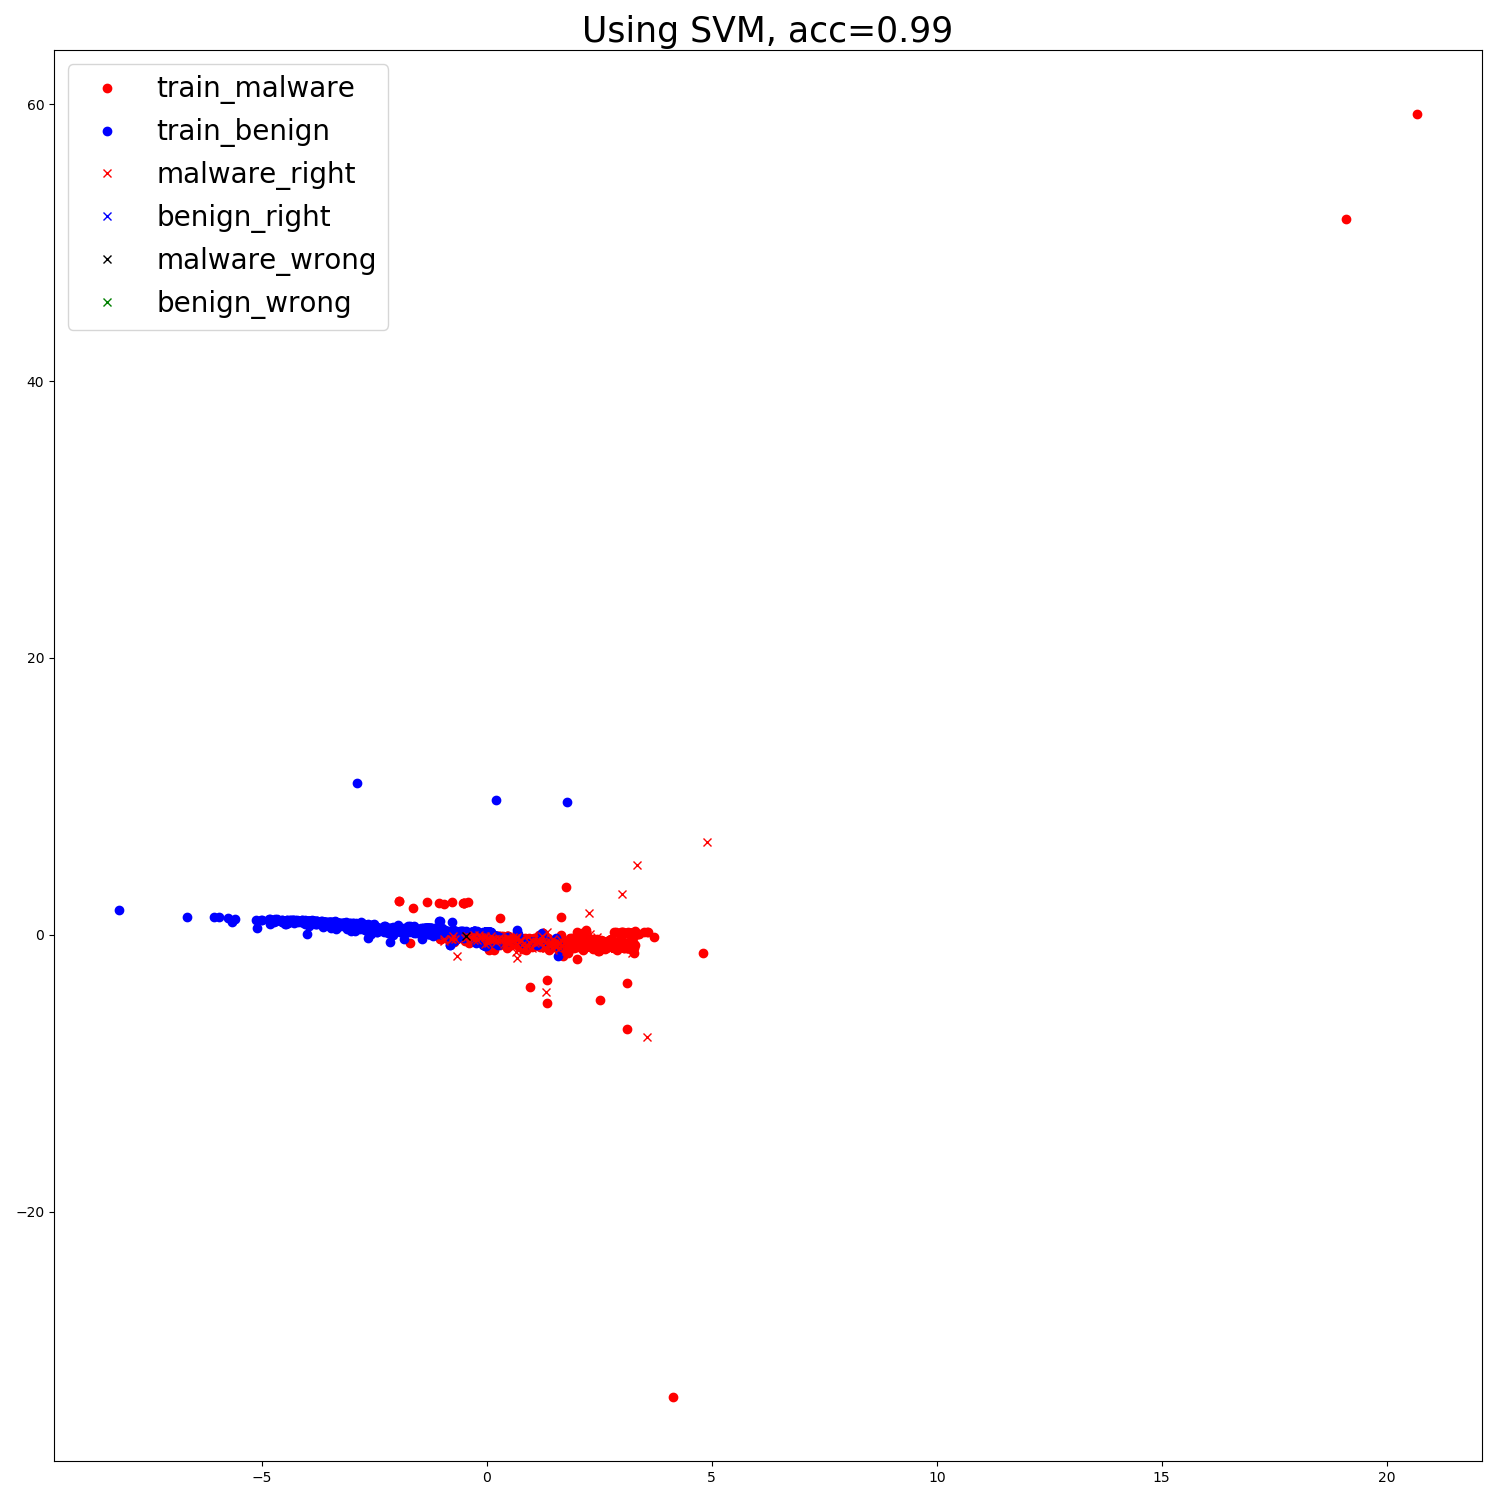 Using SVM, acc=0.99
train_malware
train_benign
malware_right
benign_right
malware_wrong
benign_wrong
60
40
20
0
−20
−5 0 5 10 15 20